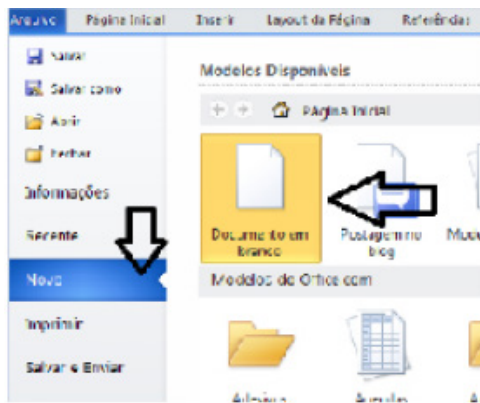 Arquivo Página Inicial Inserir Layout da Página Referências
Salvar
Salvar como
Abrir
Fechar
Informações
Recente
Novo
Imprimir
Salvar e Enviar
Modelos Disponíveis
Página Inicial
Documento em
branco
Postagem no
blog
Modelos do Office.com